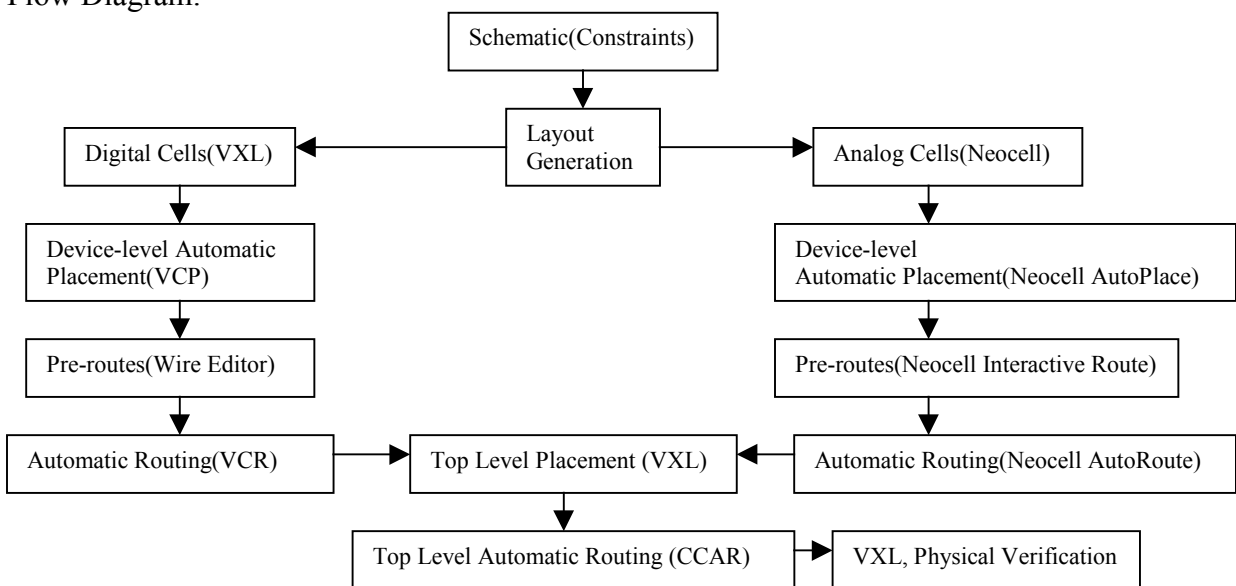 Flow Diagram:
Schematic(Constraints)
Layout
Generation
Digital Cells(VXL)
Analog Cells(Neocell)
Device-level Automatic
Placement(VCP)
Device-level
Automatic Placement(Neocell AutoPlace)
Pre-routes(Wire Editor)
Pre-routes(Neocell Interactive Route)
Automatic Routing(VCR)
Top Level Placement (VXL)
Automatic Routing(Neocell AutoRoute)
Top Level Automatic Routing (CCAR)
VXL, Physical Verification